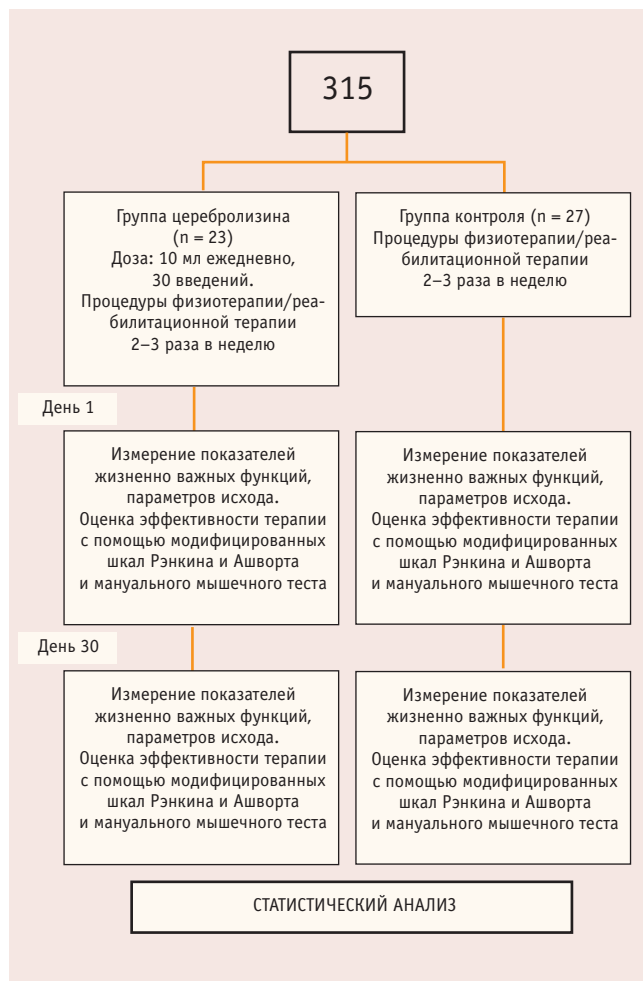 315
Группа церебролизина
(n = 23)
Доза: 10 мл ежедневно,
30 введений.
Процедуры физиотерапии/реа-
билитационной терапии
2–3 раза в неделю
Группа контроля (n = 27)
Процедуры физиотерапии/реа-
билитационной терапии
2–3 раза в неделю
День 1
Измерение показателей
жизненно важных функций,
параметров исхода.
Оценка эффективности терапии
с помощью модифицированных
шкал Рэнкина и Ашворта
и мануального мышечного теста
Измерение показателей
жизненно важных функций,
параметров исхода.
Оценка эффективности терапии
с помощью модифицированных
шкал Рэнкина и Ашворта
и мануального мышечного теста
День 30
Измерение показателей
жизненно важных функций,
параметров исхода.
Оценка эффективности терапии
с помощью модифицированных
шкал Рэнкина и Ашворта
и мануального мышечного теста
Измерение показателей
жизненно важных функций,
параметров исхода.
Оценка эффективности терапии
с помощью модифицированных
шкал Рэнкина и Ашворта
и мануального мышечного теста
СТАТИСТИЧЕСКИЙ АНАЛИЗ